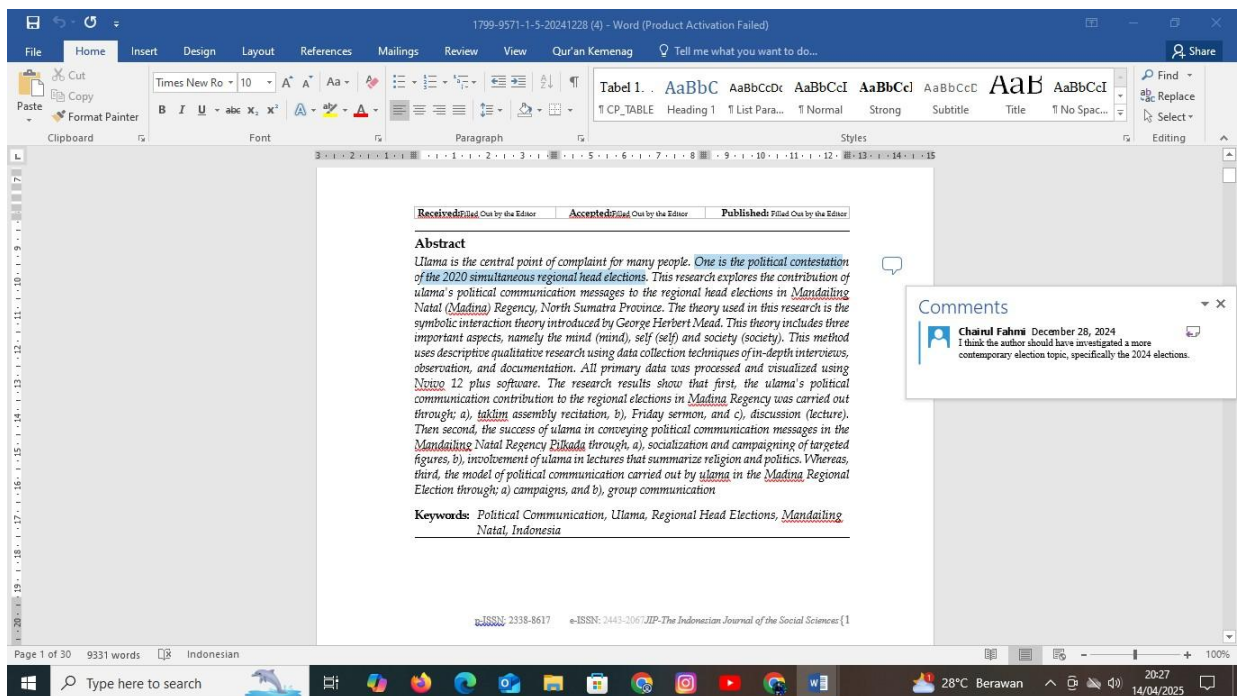 1799-9571-1-5-20241228 (4) - Word (Product Activation Failed)
File Home Insert Design Layout References Mailings Review View Qur'an Kemenag Tell me what you want to do... Share
Cut
Copy
Paste
Format Painter
Clipboard
Times New Ro 10
Font
Paragraph
Tabel 1. . AaBbC AaBbCcDc AaBbCcI AaBbCcl AaBbCcD AaB AaBbCcI
¶ CP_TABLE Heading 1 ¶ List Para... ¶ Normal Strong Subtitle Title ¶ No Spac...
Styles
Find
Replace
Select
Editing
Received:Filled Out by the Editor Accepted:Filled Out by the Editor Published: Filled Out by the Editor
Abstract
Ulama is the central point of complaint for many people. One is the political contestation
of the 2020 simultaneous regional head elections. This research explores the contribution of
ulama's political communication messages to the regional head elections in Mandailing
Natal (Madina) Regency, North Sumatra Province. The theory used in this research is the
symbolic interaction theory introduced by George Herbert Mead. This theory includes three
important aspects, namely the mind (mind), self (self) and society (society). This method
uses descriptive qualitative research using data collection techniques of in-depth interviews,
observation, and documentation. All primary data was processed and visualized using
Nvivo 12 plus software. The research results show that first, the ulama's political
communication contribution to the regional elections in Madina Regency was carried out
through; a), taklim assembly recitation, b), Friday sermon, and c), discussion (lecture).
Then second, the success of ulama in conveying political communication messages in the
Mandailing Natal Regency Pilkada through, a), socialization and campaigning of targeted
figures, b), involvement of ulama in lectures that summarize religion and politics. Whereas,
third, the model of political communication carried out by ulama in the Madina Regional
Election through; a) campaigns, and b), group communication
Keywords: Political Communication, Ulama, Regional Head Elections, Mandailing
Natal, Indonesia
p-ISSN: 2338-8617 e-ISSN: 2443-2067JIP-The Indonesian Journal of the Social Sciences {1
Comments
Chairul Fahmi December 28, 2024
I think the author should have investigated a more
contemporary election topic, specifically the 2024 elections.
Page 1 of 30 9331 words Indonesian 100%
Type here to search 28°C Berawan 20:27
14/04/2025